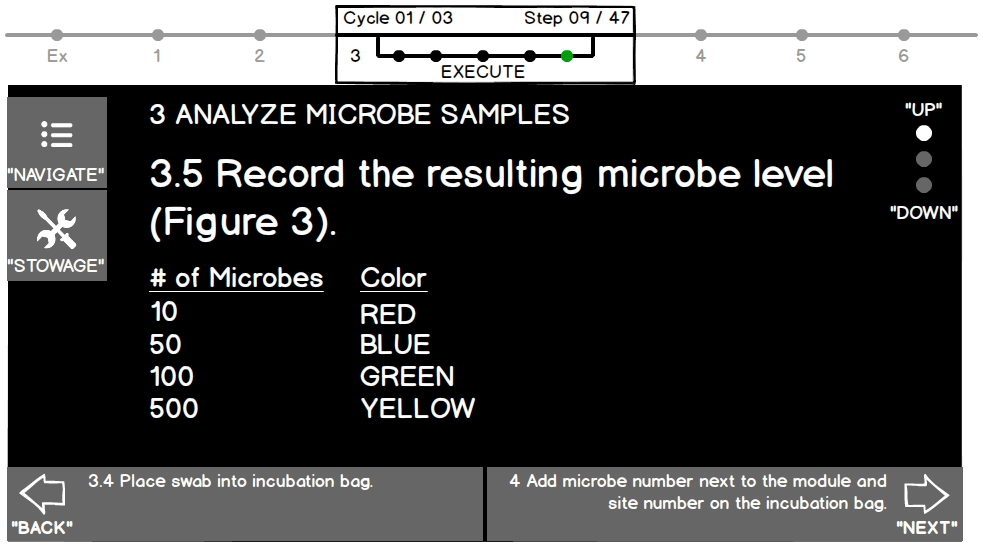 Cycle 01 / 03 Step 09 / 47
Ex 1 2 3 4 5 6
EXECUTE
"NAVIGATE"
"STOWAGE"
3 ANALYZE MICROBE SAMPLES
3.5 Record the resulting microbe level
(Figure 3).
# of Microbes Color
10 RED
50 BLUE
100 GREEN
500 YELLOW
"UP"
"DOWN"
3.4 Place swab into incubation bag.
"BACK"
4 Add microbe number next to the module and
site number on the incubation bag.
"NEXT"